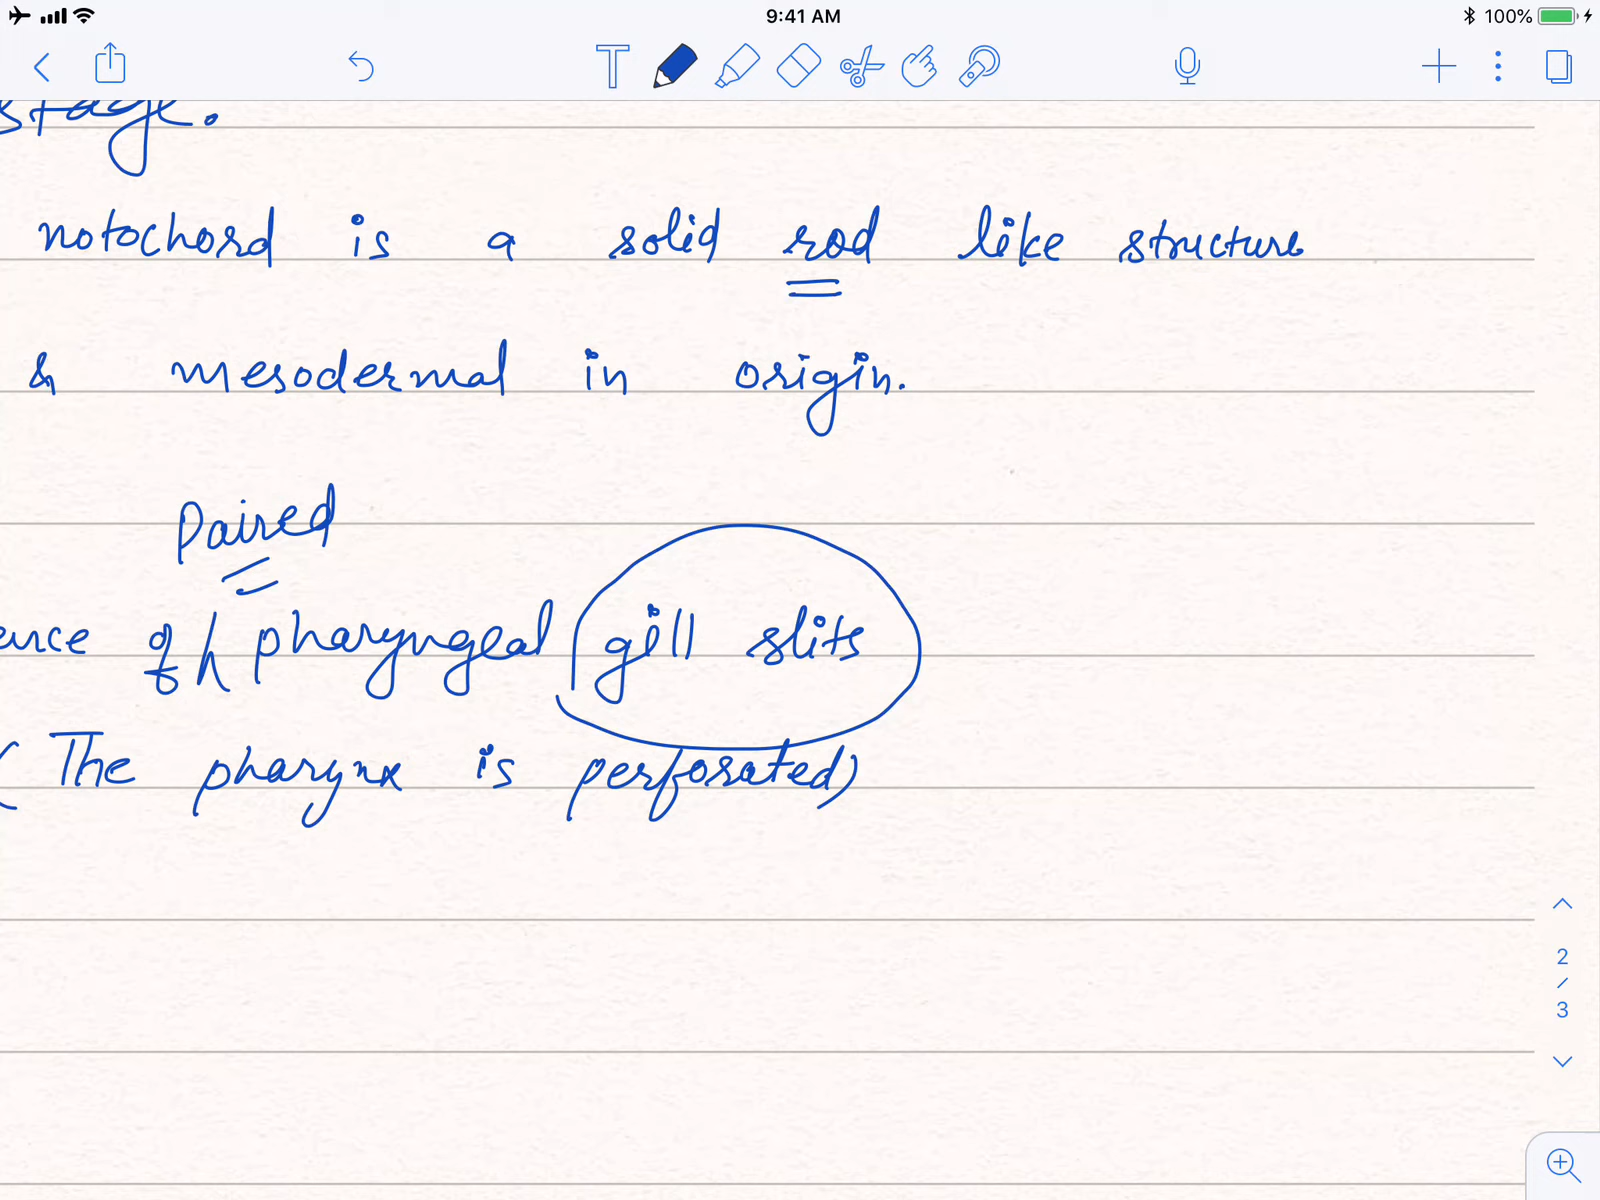 9:41 AM
100%
T
stage.
notochord is a solid rod like structure
& mesodermal in origin.
Paired
ence of pharyngeal gill slits
(The pharynx is perforated)
2
/
3